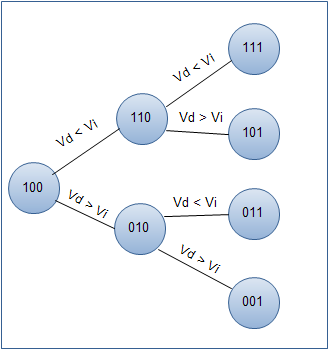 111
Vd < Vi
Vd > Vi
110
101
Vd < Vi
100
Vd > Vi
Vd < Vi
011
010
Vd > Vi
001